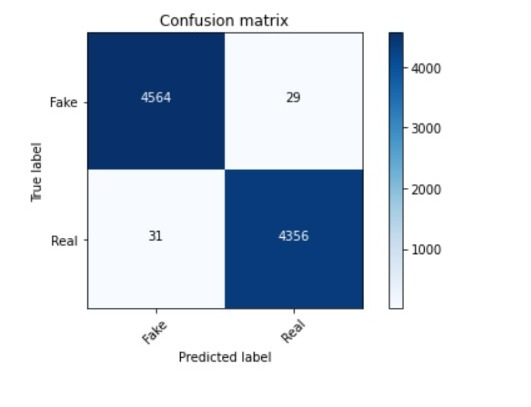 Confusion matrix
Fake
4564
29
4000
3000
True label
2000
Real
31
4356
1000
Fake
Real
Predicted label